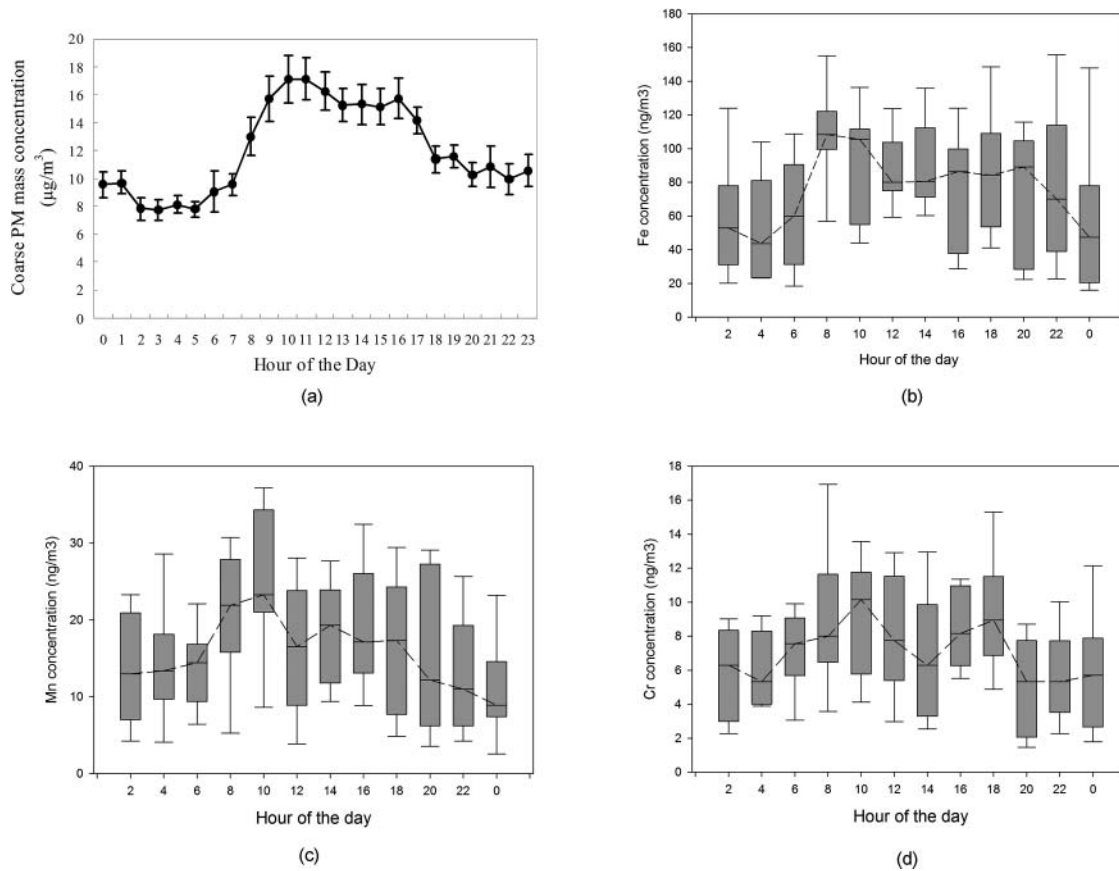 Coarse PM mass concentration
(µg/m³)
20
18
16
14
12
10
8
6
4
2
0
0 1 2 3 4 5 6 7 8 9 10 11 12 13 14 15 16 17 18 19 20 21 22 23
Hour of the Day
(a)
Fe concentration (ng/m3)
180
160
140
120
100
80
60
40
20
0
2 4 6 8 10 12 14 16 18 20 22 0
Hour of the day
(b)
Mn concentration (ng/m3)
40
30
20
10
0
2 4 6 8 10 12 14 16 18 20 22 0
Hour of the day
(c)
Cr concentration (ng/m3)
18
16
14
12
10
8
6
4
2
0
2 4 6 8 10 12 14 16 18 20 22 0
Hour of the day
(d)